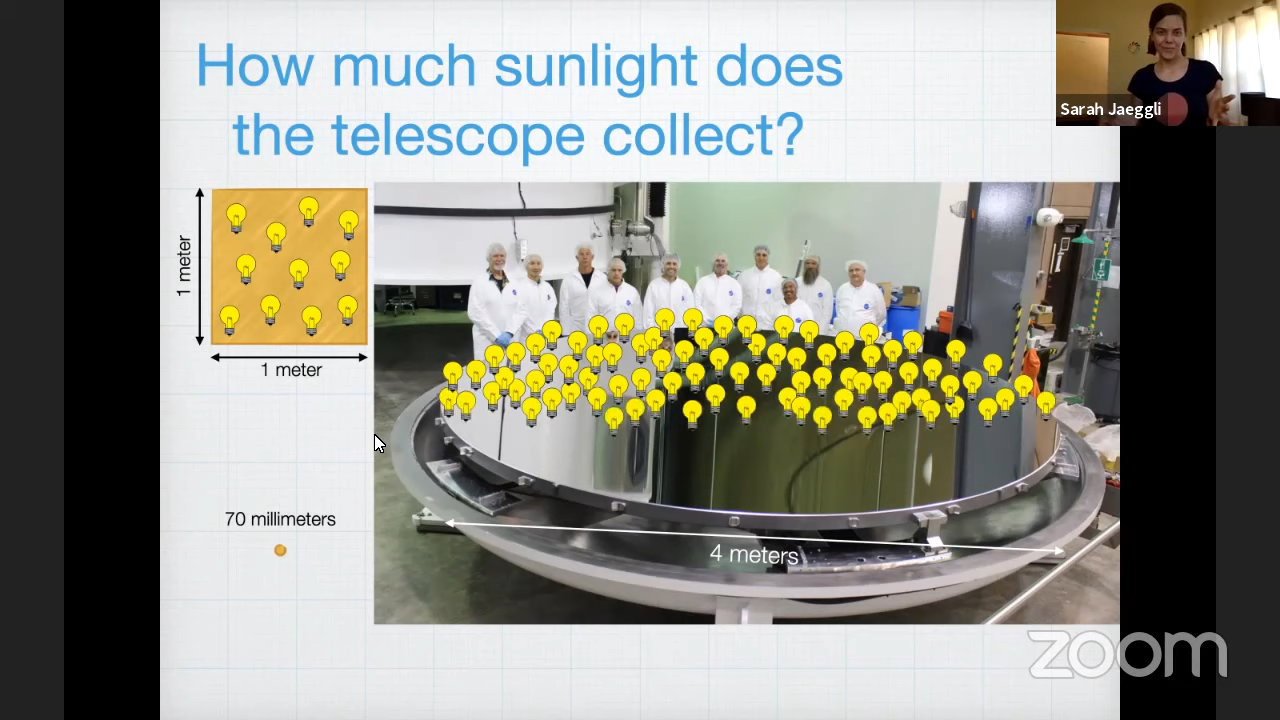 How much sunlight does
the telescope collect?
Sarah Jaeggli
1 meter
1 meter
70 millimeters
4 meters
zoom